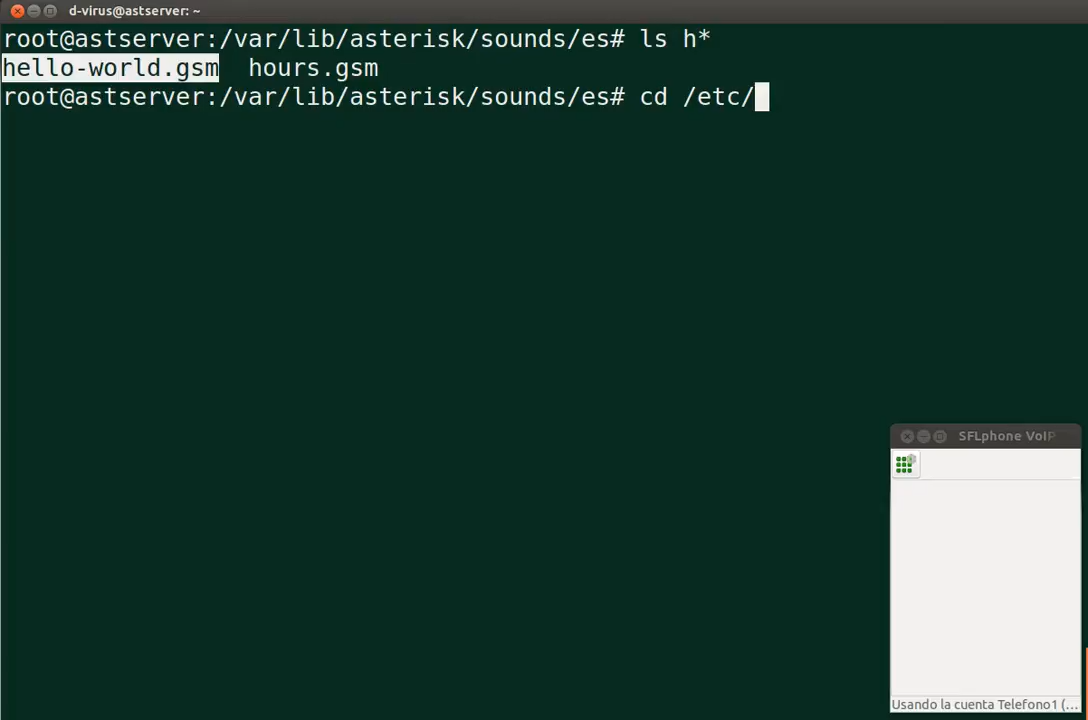 d-virus@astserver: ~
root@astserver:/var/lib/asterisk/sounds/es# ls h*
hello-world.gsm  hours.gsm
root@astserver:/var/lib/asterisk/sounds/es# cd /etc/
SFLphone VoIP
Usando la cuenta Telefono1 (...